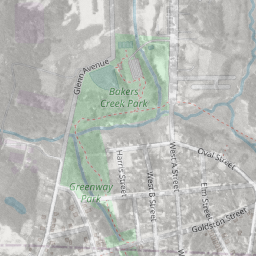 Glenn Avenue
Bakers
Creek Park
Oval Street
Harris Street
West B Street
West A Street
Elm Street
Greenway
Park
Goldston Street